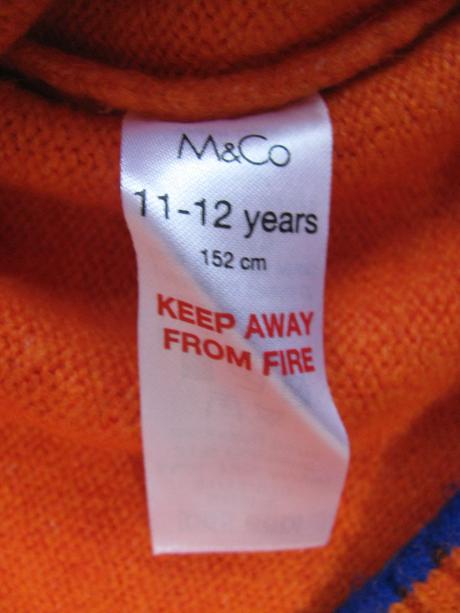 M&Co
11-12 years
152 cm
KEEP AWAY
FROM FIRE